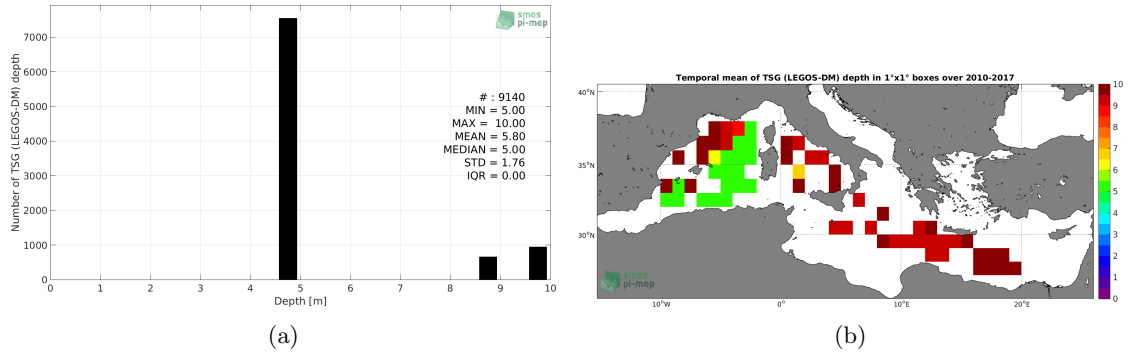 7000
6000
5000
4000
3000
2000
1000
0
Number of TSG (LEGOS-DM) depth
smos
pi-mep
# : 9140
MIN = 5.00
MAX = 10.00
MEAN = 5.80
MEDIAN = 5.00
STD = 1.76
IQR = 0.00
0 1 2 3 4 5 6 7 8 9 10
Depth [m]
(a)
Temporal mean of TSG (LEGOS-DM) depth in 1°x1° boxes over 2010-2017
40°N
35°N
30°N
10°W 0° 10°E 20°E
smos
pi-mep
10
9
8
7
6
5
4
3
2
1
0
(b)